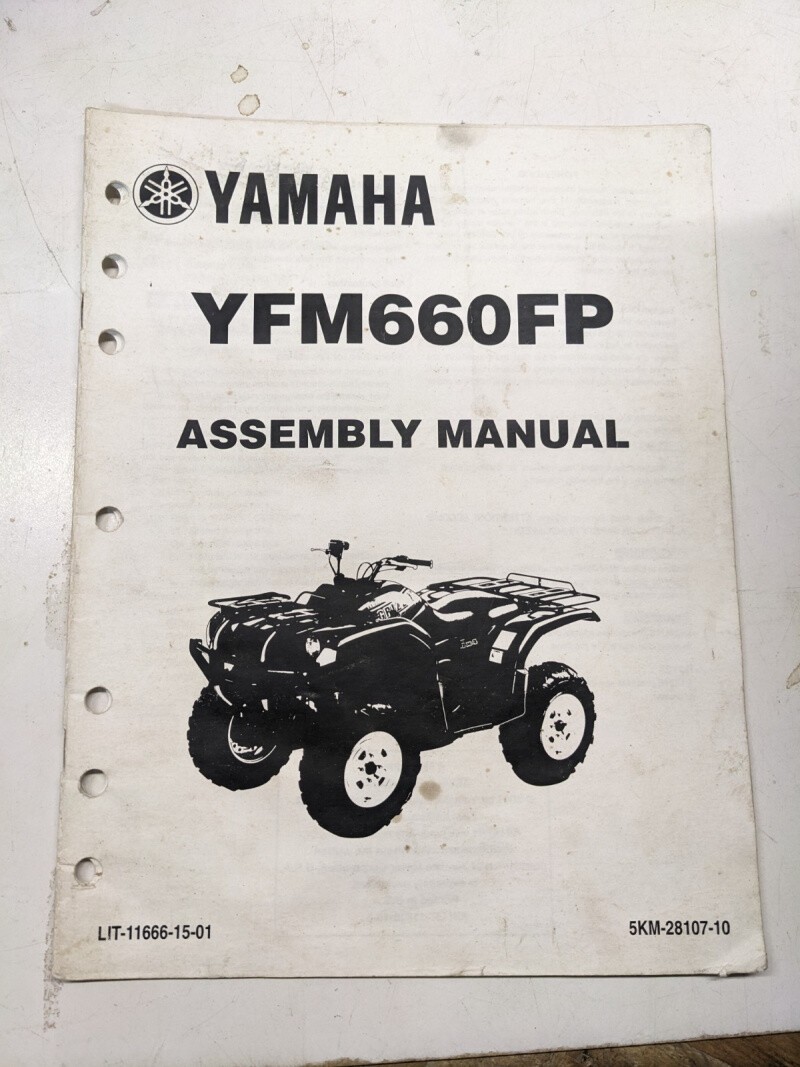 YAMAHA
YFM660FP
ASSEMBLY MANUAL
LIT-11666-15-01
5KM-28107-10